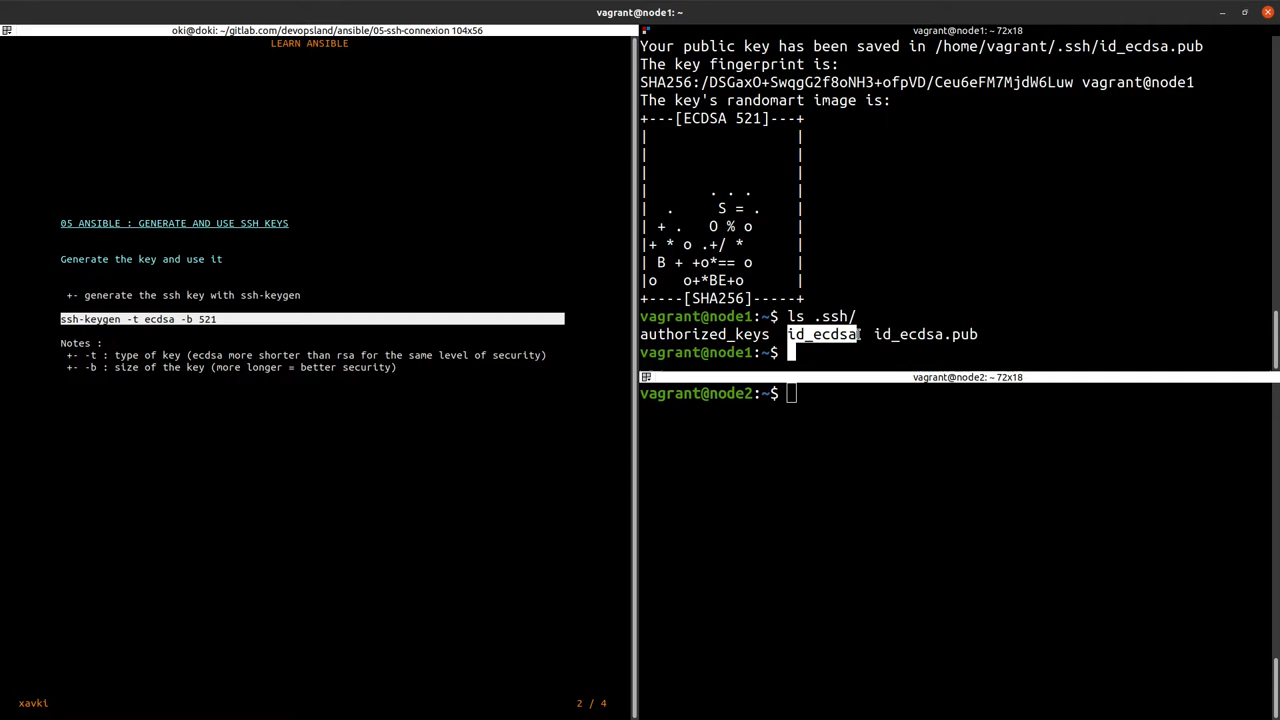 vagrant@node1: ~
oki@doki: ~/gitlab.com/devopsland/ansible/05-ssh-connexion 104x56
LEARN ANSIBLE
05 ANSIBLE : GENERATE AND USE SSH KEYS
Generate the key and use it
+- generate the ssh key with ssh-keygen
ssh-keygen -t ecdsa -b 521
Notes :
+- -t : type of key (ecdsa more shorter than rsa for the same level of security)
+- -b : size of the key (more longer = better security)
xavki
2 / 4
vagrant@node1: ~ 72x18
Your public key has been saved in /home/vagrant/.ssh/id_ecdsa.pub
The key fingerprint is:
SHA256:/DSGaxO+SwqgG2f8oNH3+ofpVD/Ceu6eFM7MjdW6Luw vagrant@node1
The key's randomart image is:
+---[ECDSA 521]---+
|                 |
|                 |
|                 |
|       . . .     |
|  .     S = .    |
| + .   O % o     |
|+ * o .+/ *      |
| B + +o*== o     |
|o   o+*BE+o      |
+----[SHA256]-----+
vagrant@node1:~$ ls .ssh/
authorized_keys  id_ecdsa  id_ecdsa.pub
vagrant@node1:~$
vagrant@node2: ~ 72x18
vagrant@node2:~$